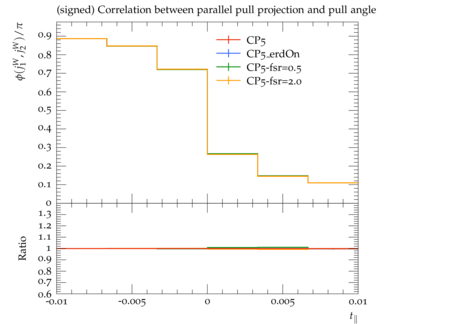 (signed) Correlation between parallel pull projection and pull angle
ϕ(j₁ᵂ, j₂ᵂ)/π
0.9
0.8
0.7
0.6
0.5
0.4
0.3
0.2
0.1
0
CP5
CP5_erdOn
CP5-fsr=0.5
CP5-fsr=2.0
Ratio
1.3
1.2
1.1
1
0.9
0.8
0.7
0.6
-0.01 -0.005 0 0.005 0.01
t∥